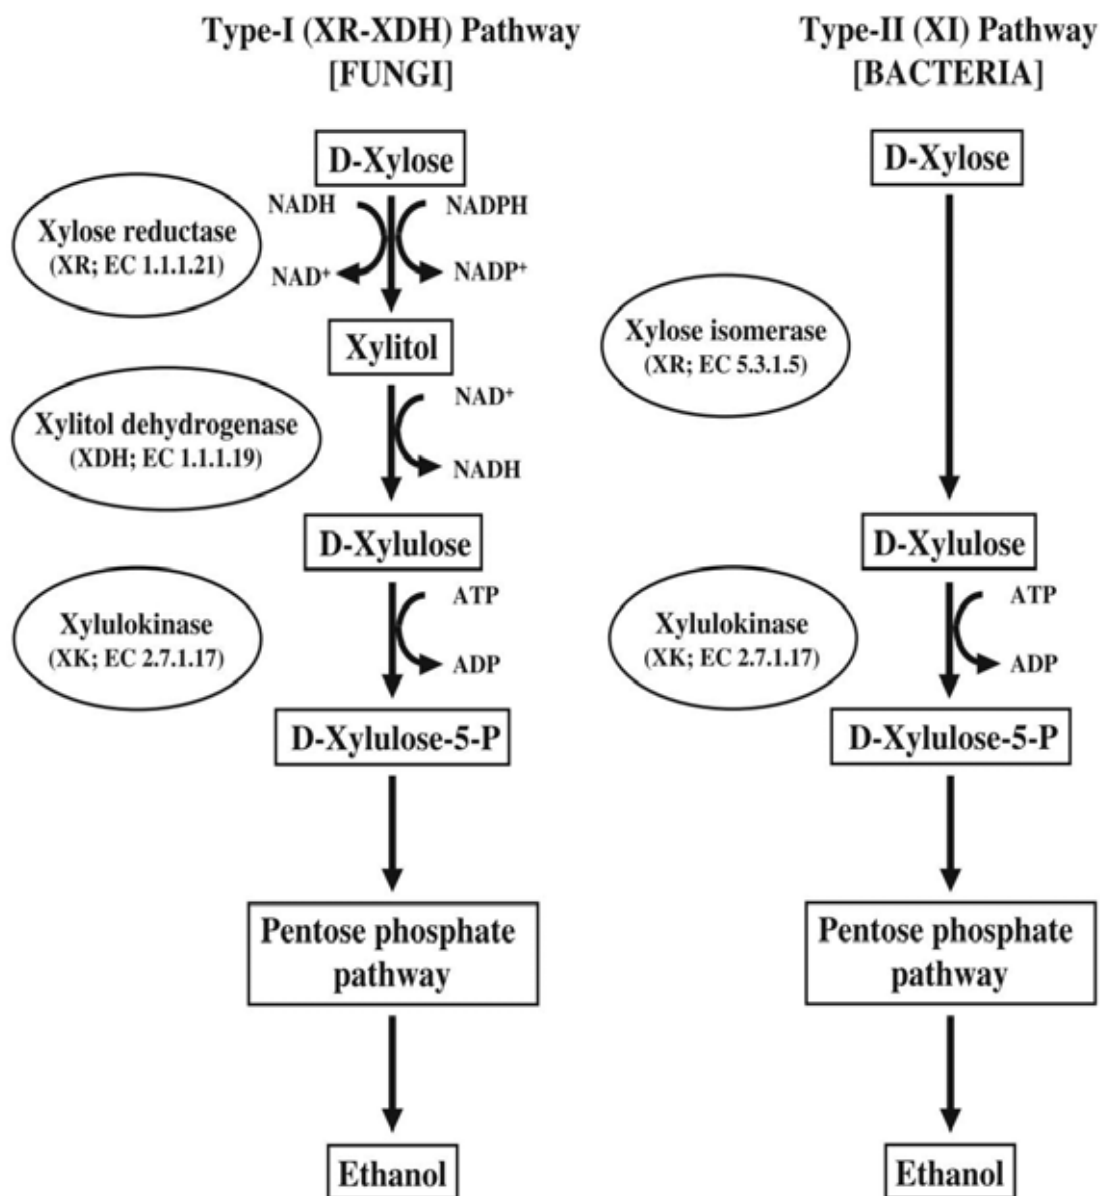 Type-I (XR-XDH) Pathway
[FUNGI]
D-Xylose
NADH
NADPH
Xylose reductase
(XR; EC 1.1.1.21)
NAD+
NADP+
Xylitol
Xylitol dehydrogenase
(XDH; EC 1.1.1.19)
NAD+
NADH
D-Xylulose
Xylulokinase
(XK; EC 2.7.1.17)
ATP
ADP
D-Xylulose-5-P
Pentose phosphate
pathway
Ethanol
Type-II (XI) Pathway
[BACTERIA]
D-Xylose
Xylose isomerase
(XR; EC 5.3.1.5)
D-Xylulose
Xylulokinase
(XK; EC 2.7.1.17)
ATP
ADP
D-Xylulose-5-P
Pentose phosphate
pathway
Ethanol